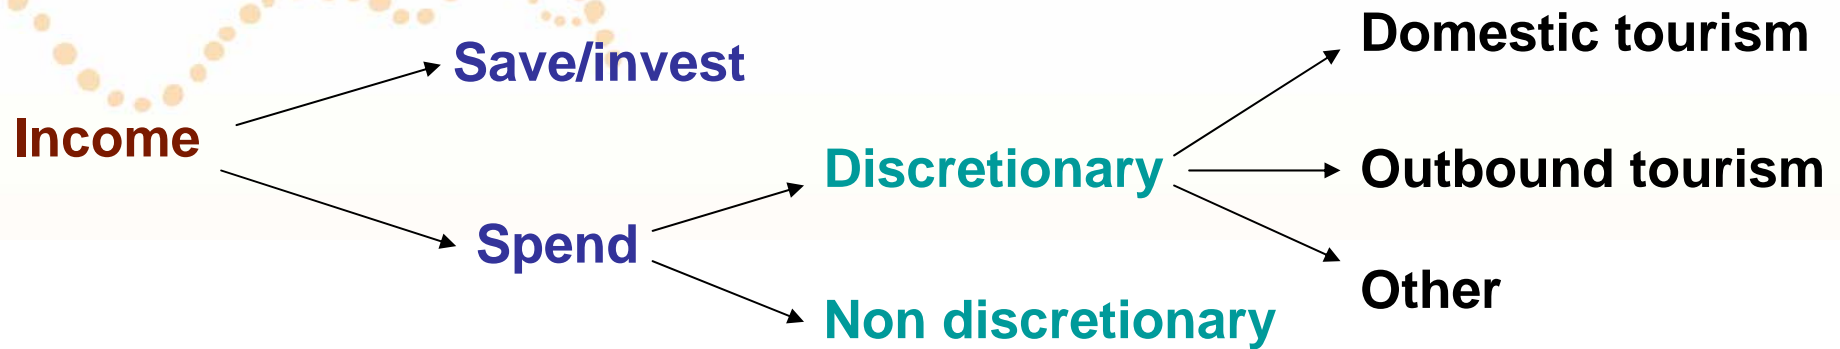 Income
Save/invest
Spend
Discretionary
Non discretionary
Domestic tourism
Outbound tourism
Other